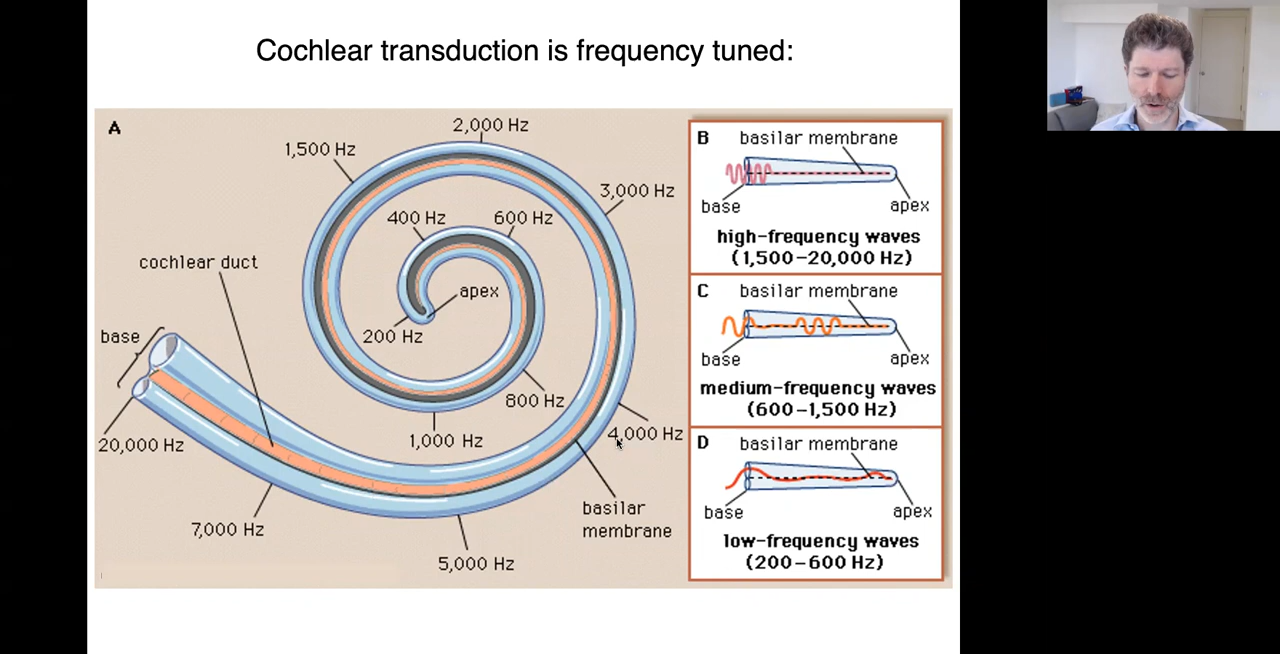 Cochlear transduction is frequency tuned:
A
2,000 Hz
1,500 Hz
3,000 Hz
400 Hz
600 Hz
cochlear duct
apex
base
200 Hz
800 Hz
1,000 Hz
4,000 Hz
20,000 Hz
basilar
membrane
7,000 Hz
5,000 Hz
B
basilar membrane
base
apex
high-frequency waves
(1,500–20,000 Hz)
C
basilar membrane
base
apex
medium-frequency waves
(600–1,500 Hz)
D
basilar membrane
base
apex
low-frequency waves
(200–600 Hz)